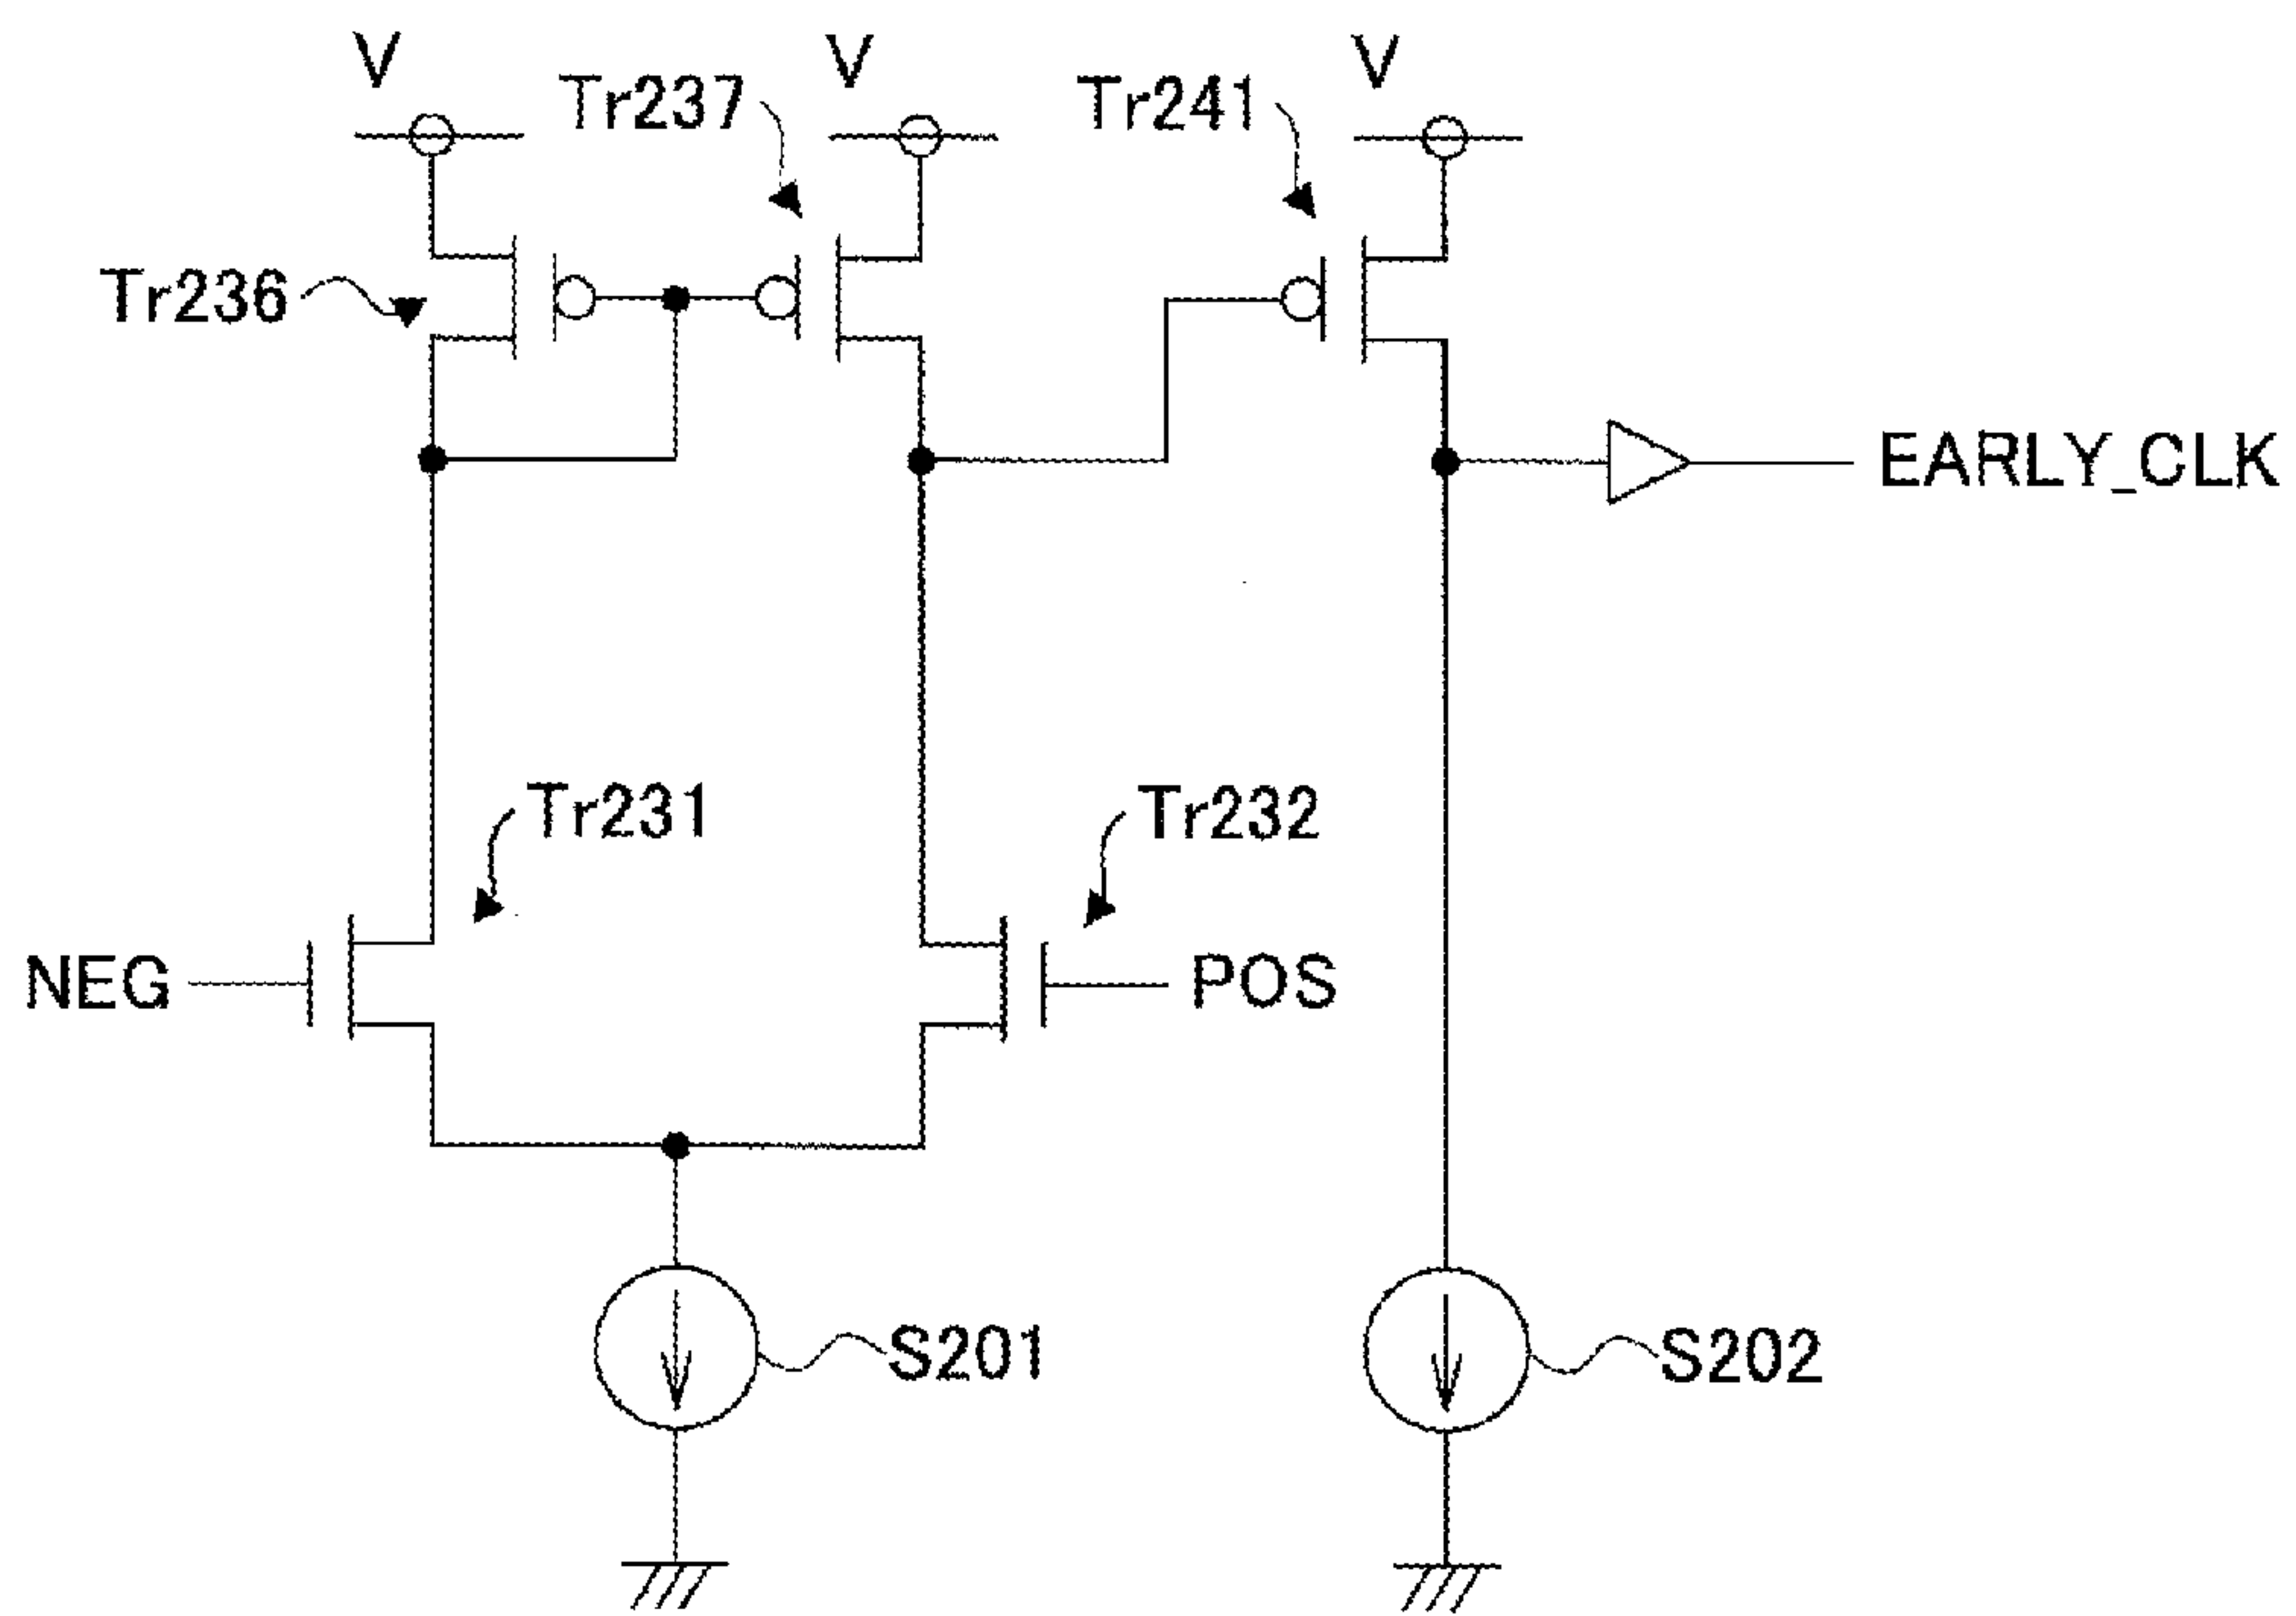 V
V
V
Tr237
Tr241
Tr236
EARLY_CLK
Tr231
Tr232
NEG
POS
S201
S202